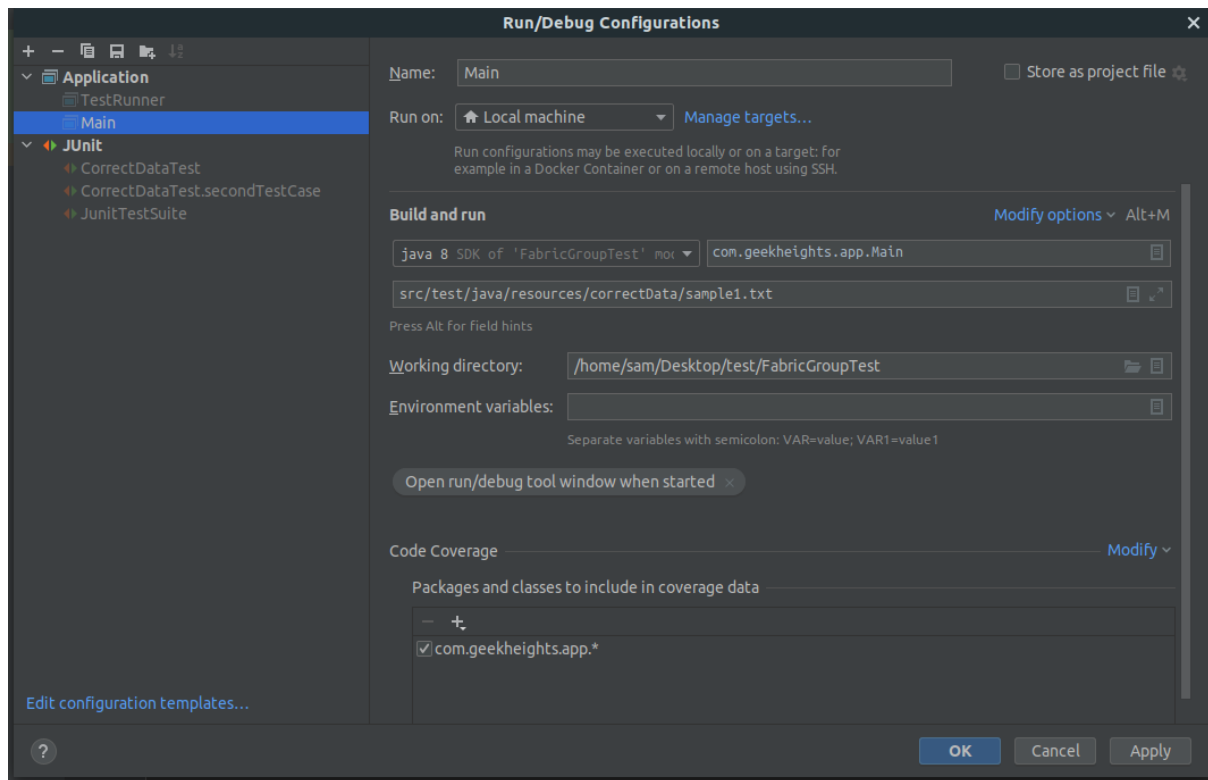 Run/Debug Configurations
Application
TestRunner
Main
JUnit
CorrectDataTest
CorrectDataTest.secondTestCase
JunitTestSuite
Edit configuration templates...
Name: Main
Store as project file
Run on: Local machine Manage targets...
Run configurations may be executed locally or on a target: for
example in a Docker Container or on a remote host using SSH.
Build and run Modify options Alt+M
java 8 SDK of 'FabricGroupTest' moc com.geekheights.app.Main
src/test/java/resources/correctData/sample1.txt
Press Alt for field hints
Working directory: /home/sam/Desktop/test/FabricGroupTest
Environment variables:
Separate variables with semicolon: VAR=value; VAR1=value1
Open run/debug tool window when started
Code Coverage Modify
Packages and classes to include in coverage data
com.geekheights.app.*
? OK Cancel Apply